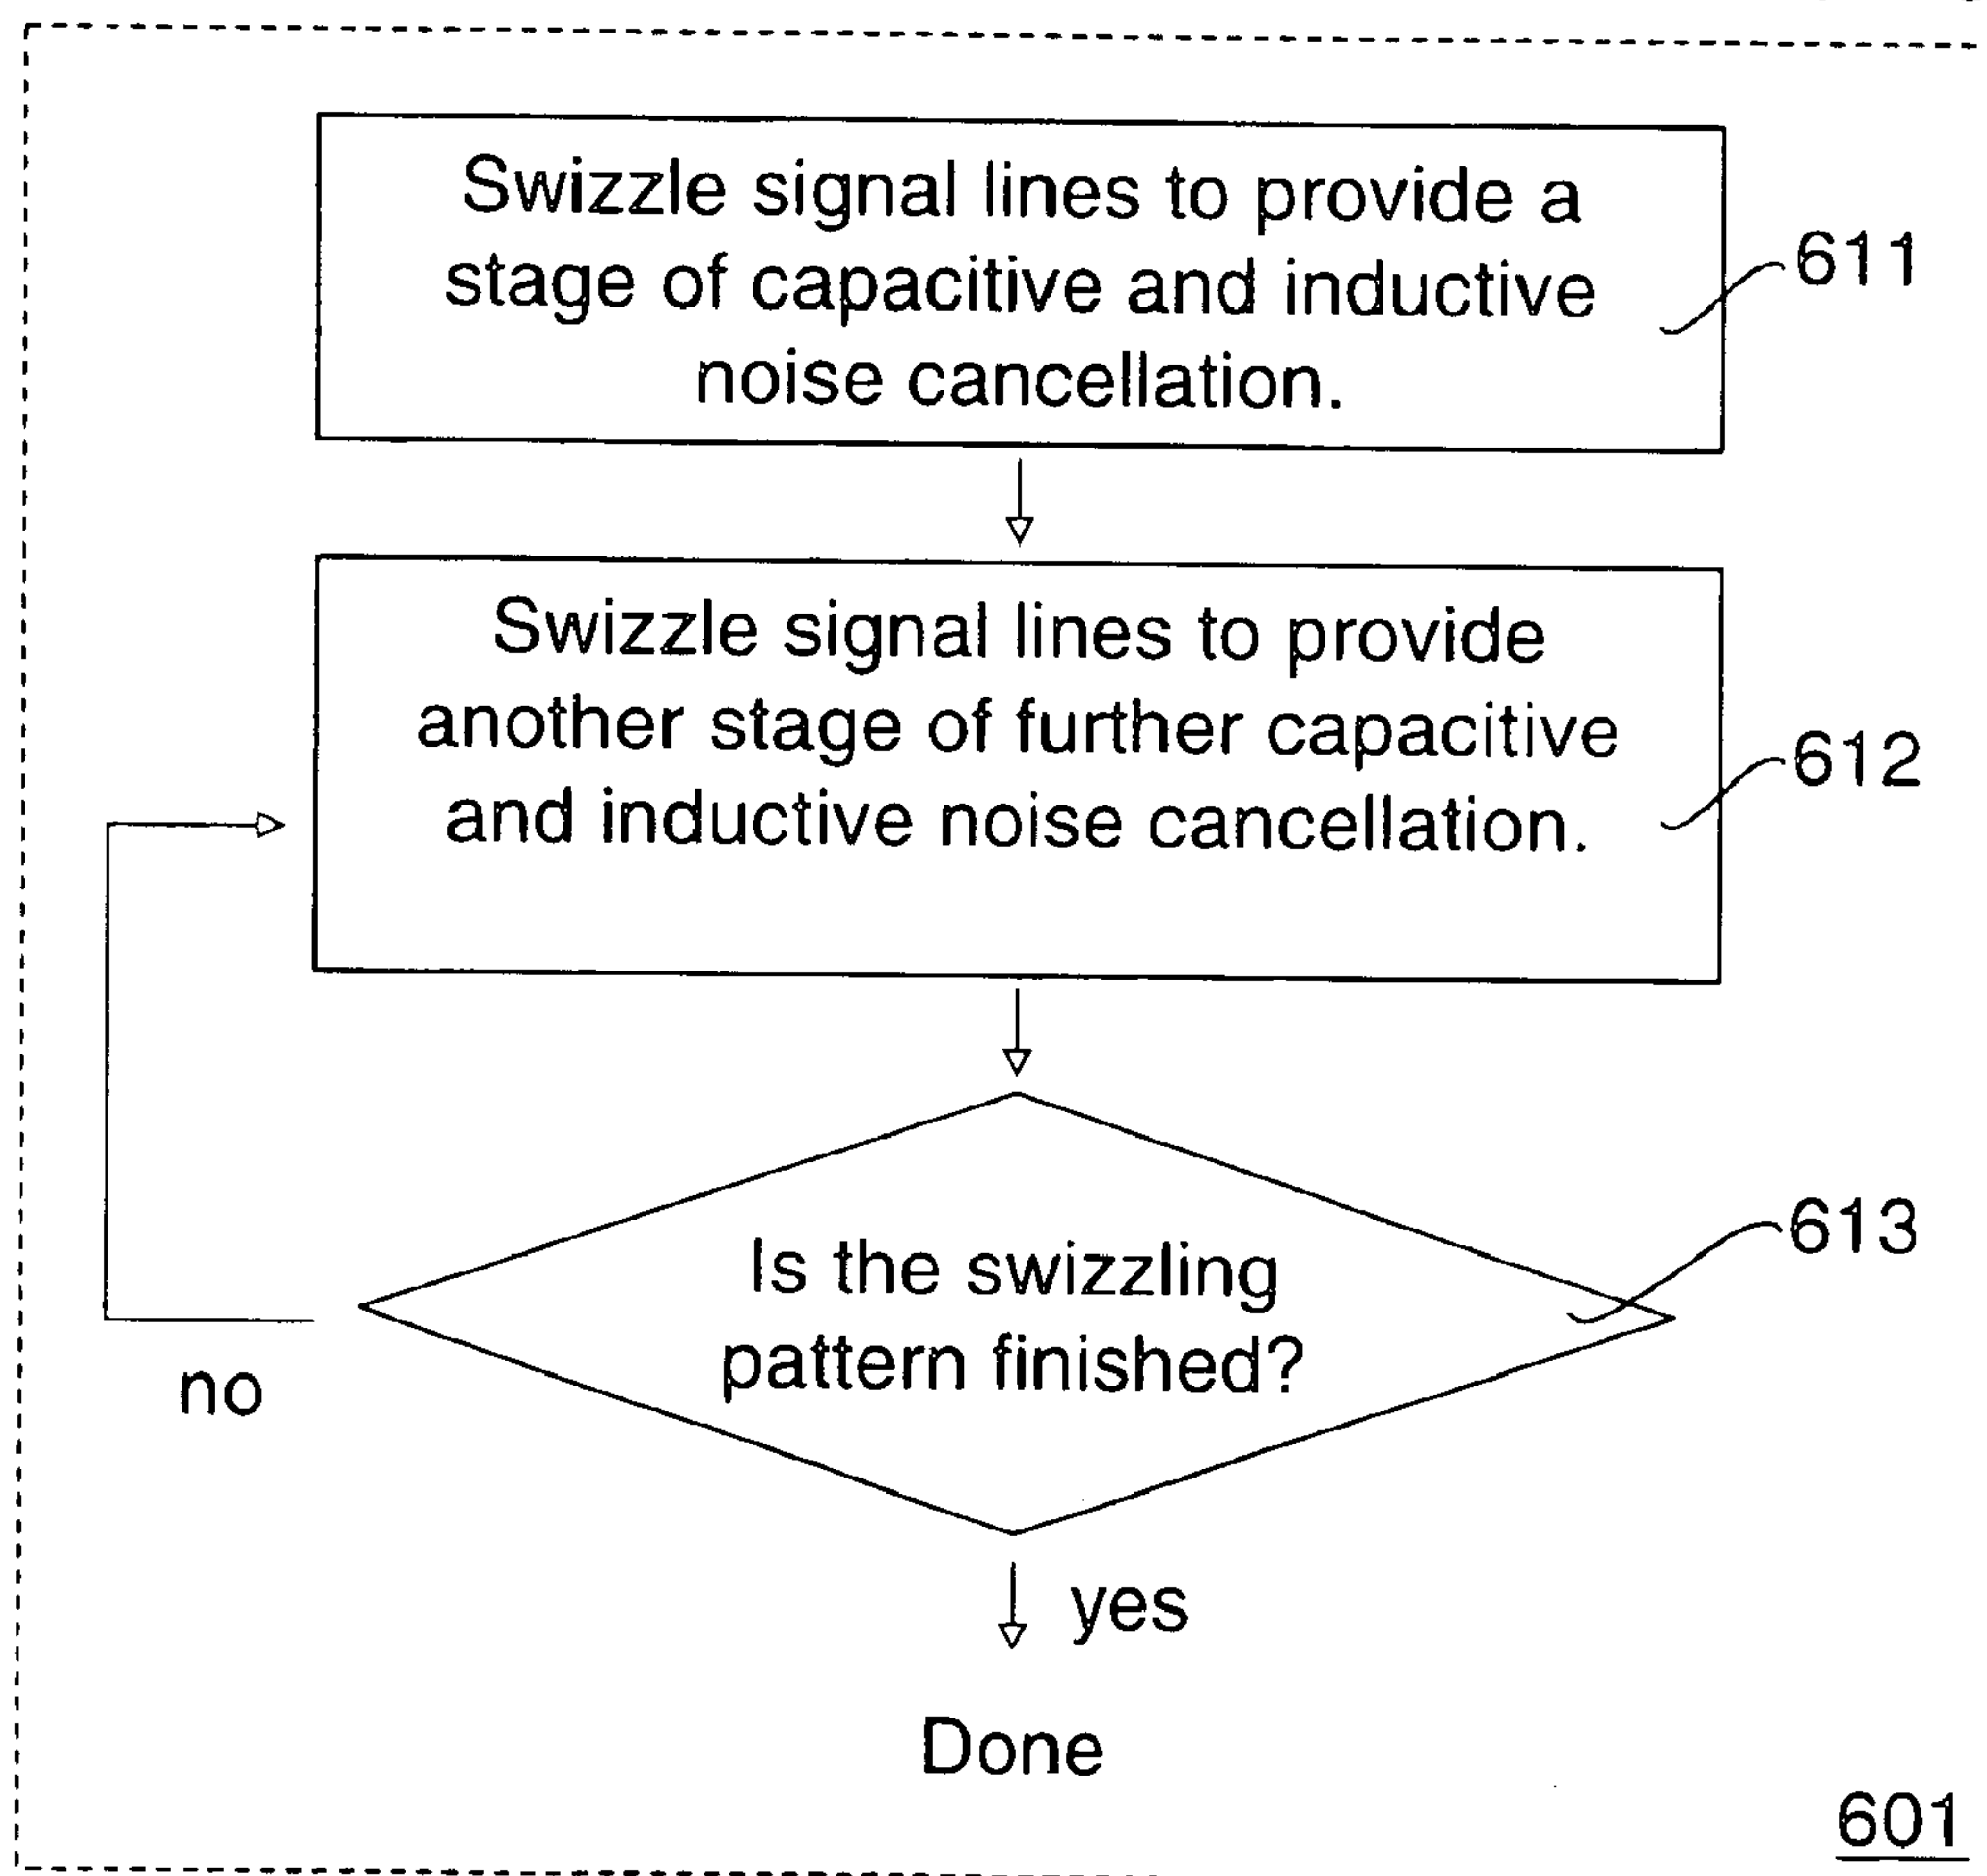 Swizzle signal lines to provide a
stage of capacitive and inductive
noise cancellation.
611
Swizzle signal lines to provide
another stage of further capacitive
and inductive noise cancellation.
612
Is the swizzling
pattern finished?
613
no
yes
Done
601